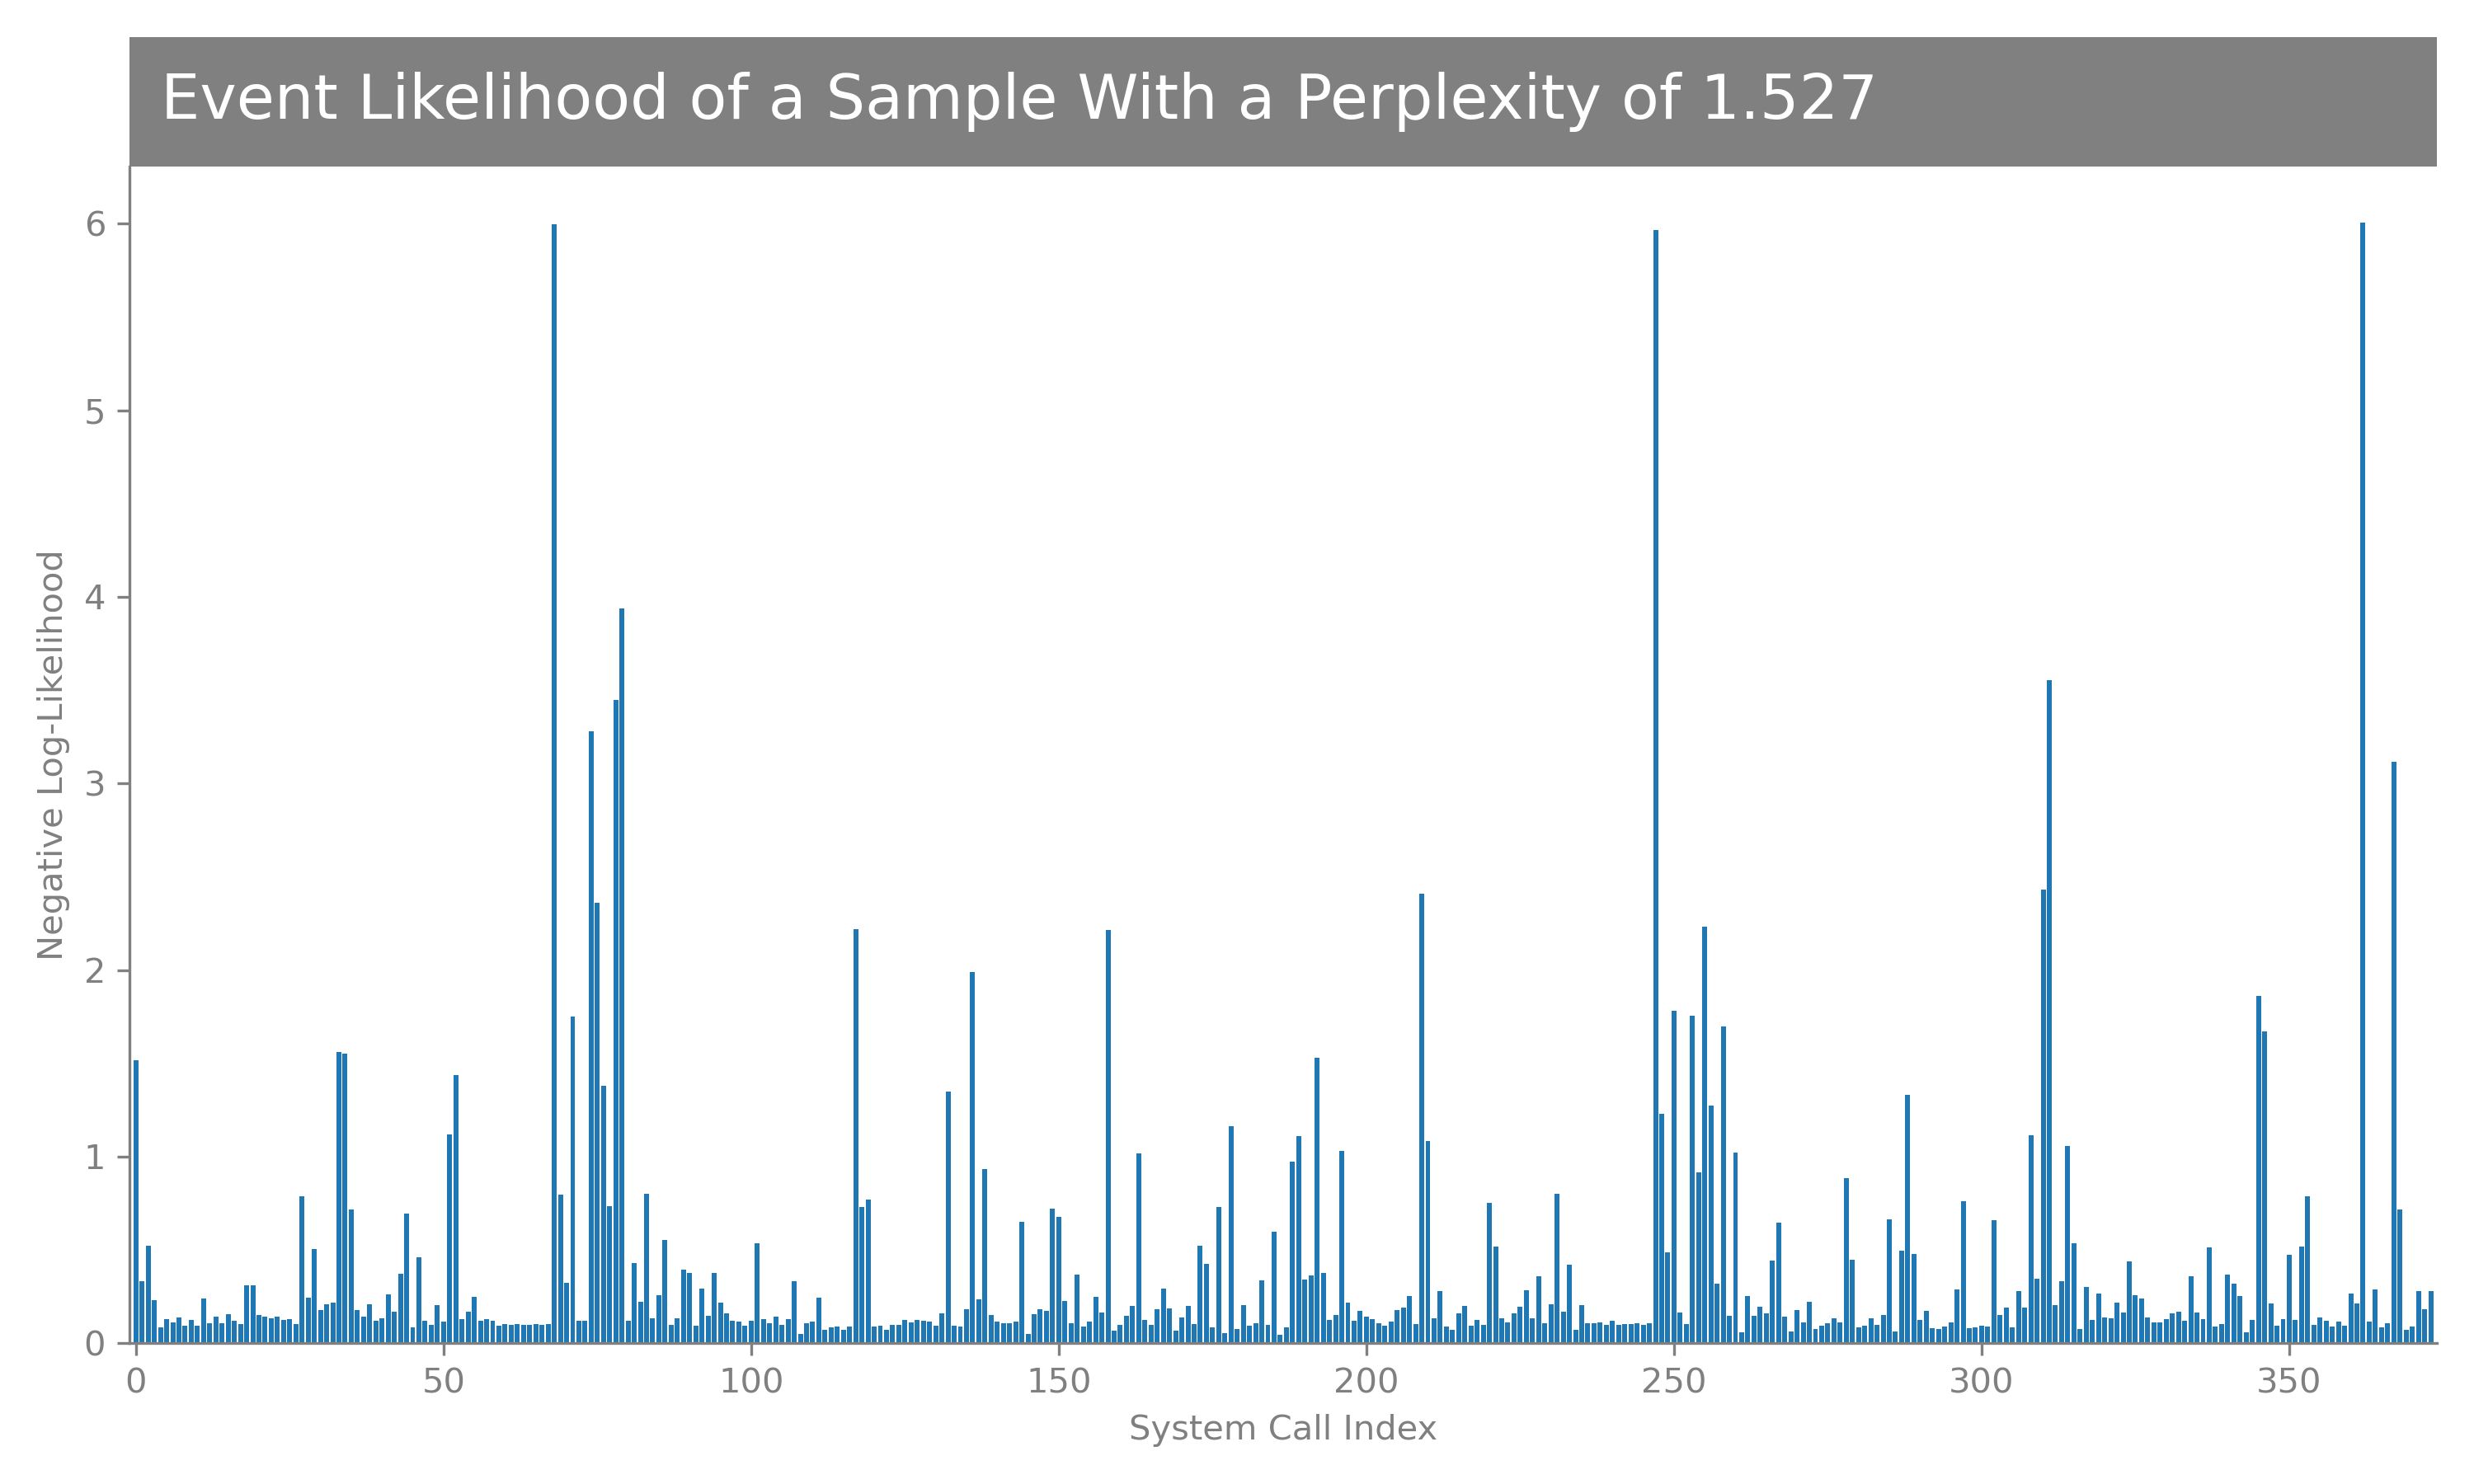 Event Likelihood of a Sample With a Perplexity of 1.527
6
5
4
3
2
1
0
Negative Log-Likelihood
0 50 100 150 200 250 300 350
System Call Index